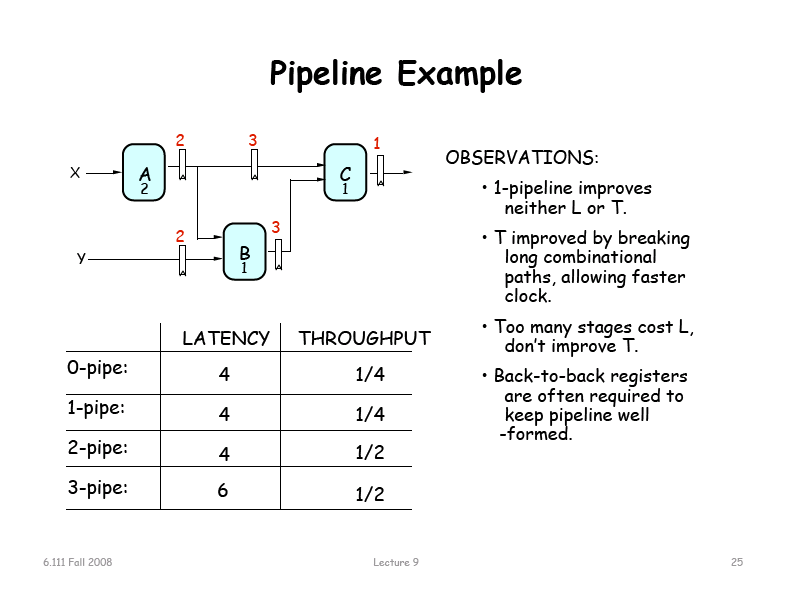 Pipeline Example
2
3
1
X
A
2
C
1
2
3
Y
B
1
LATENCY THROUGHPUT
0-pipe: 4 1/4
1-pipe: 4 1/4
2-pipe: 4 1/2
3-pipe: 6 1/2
OBSERVATIONS:
• 1-pipeline improves
neither L or T.
• T improved by breaking
long combinational
paths, allowing faster
clock.
• Too many stages cost L,
don’t improve T.
• Back-to-back registers
are often required to
keep pipeline well
-formed.
6.111 Fall 2008 Lecture 9 25